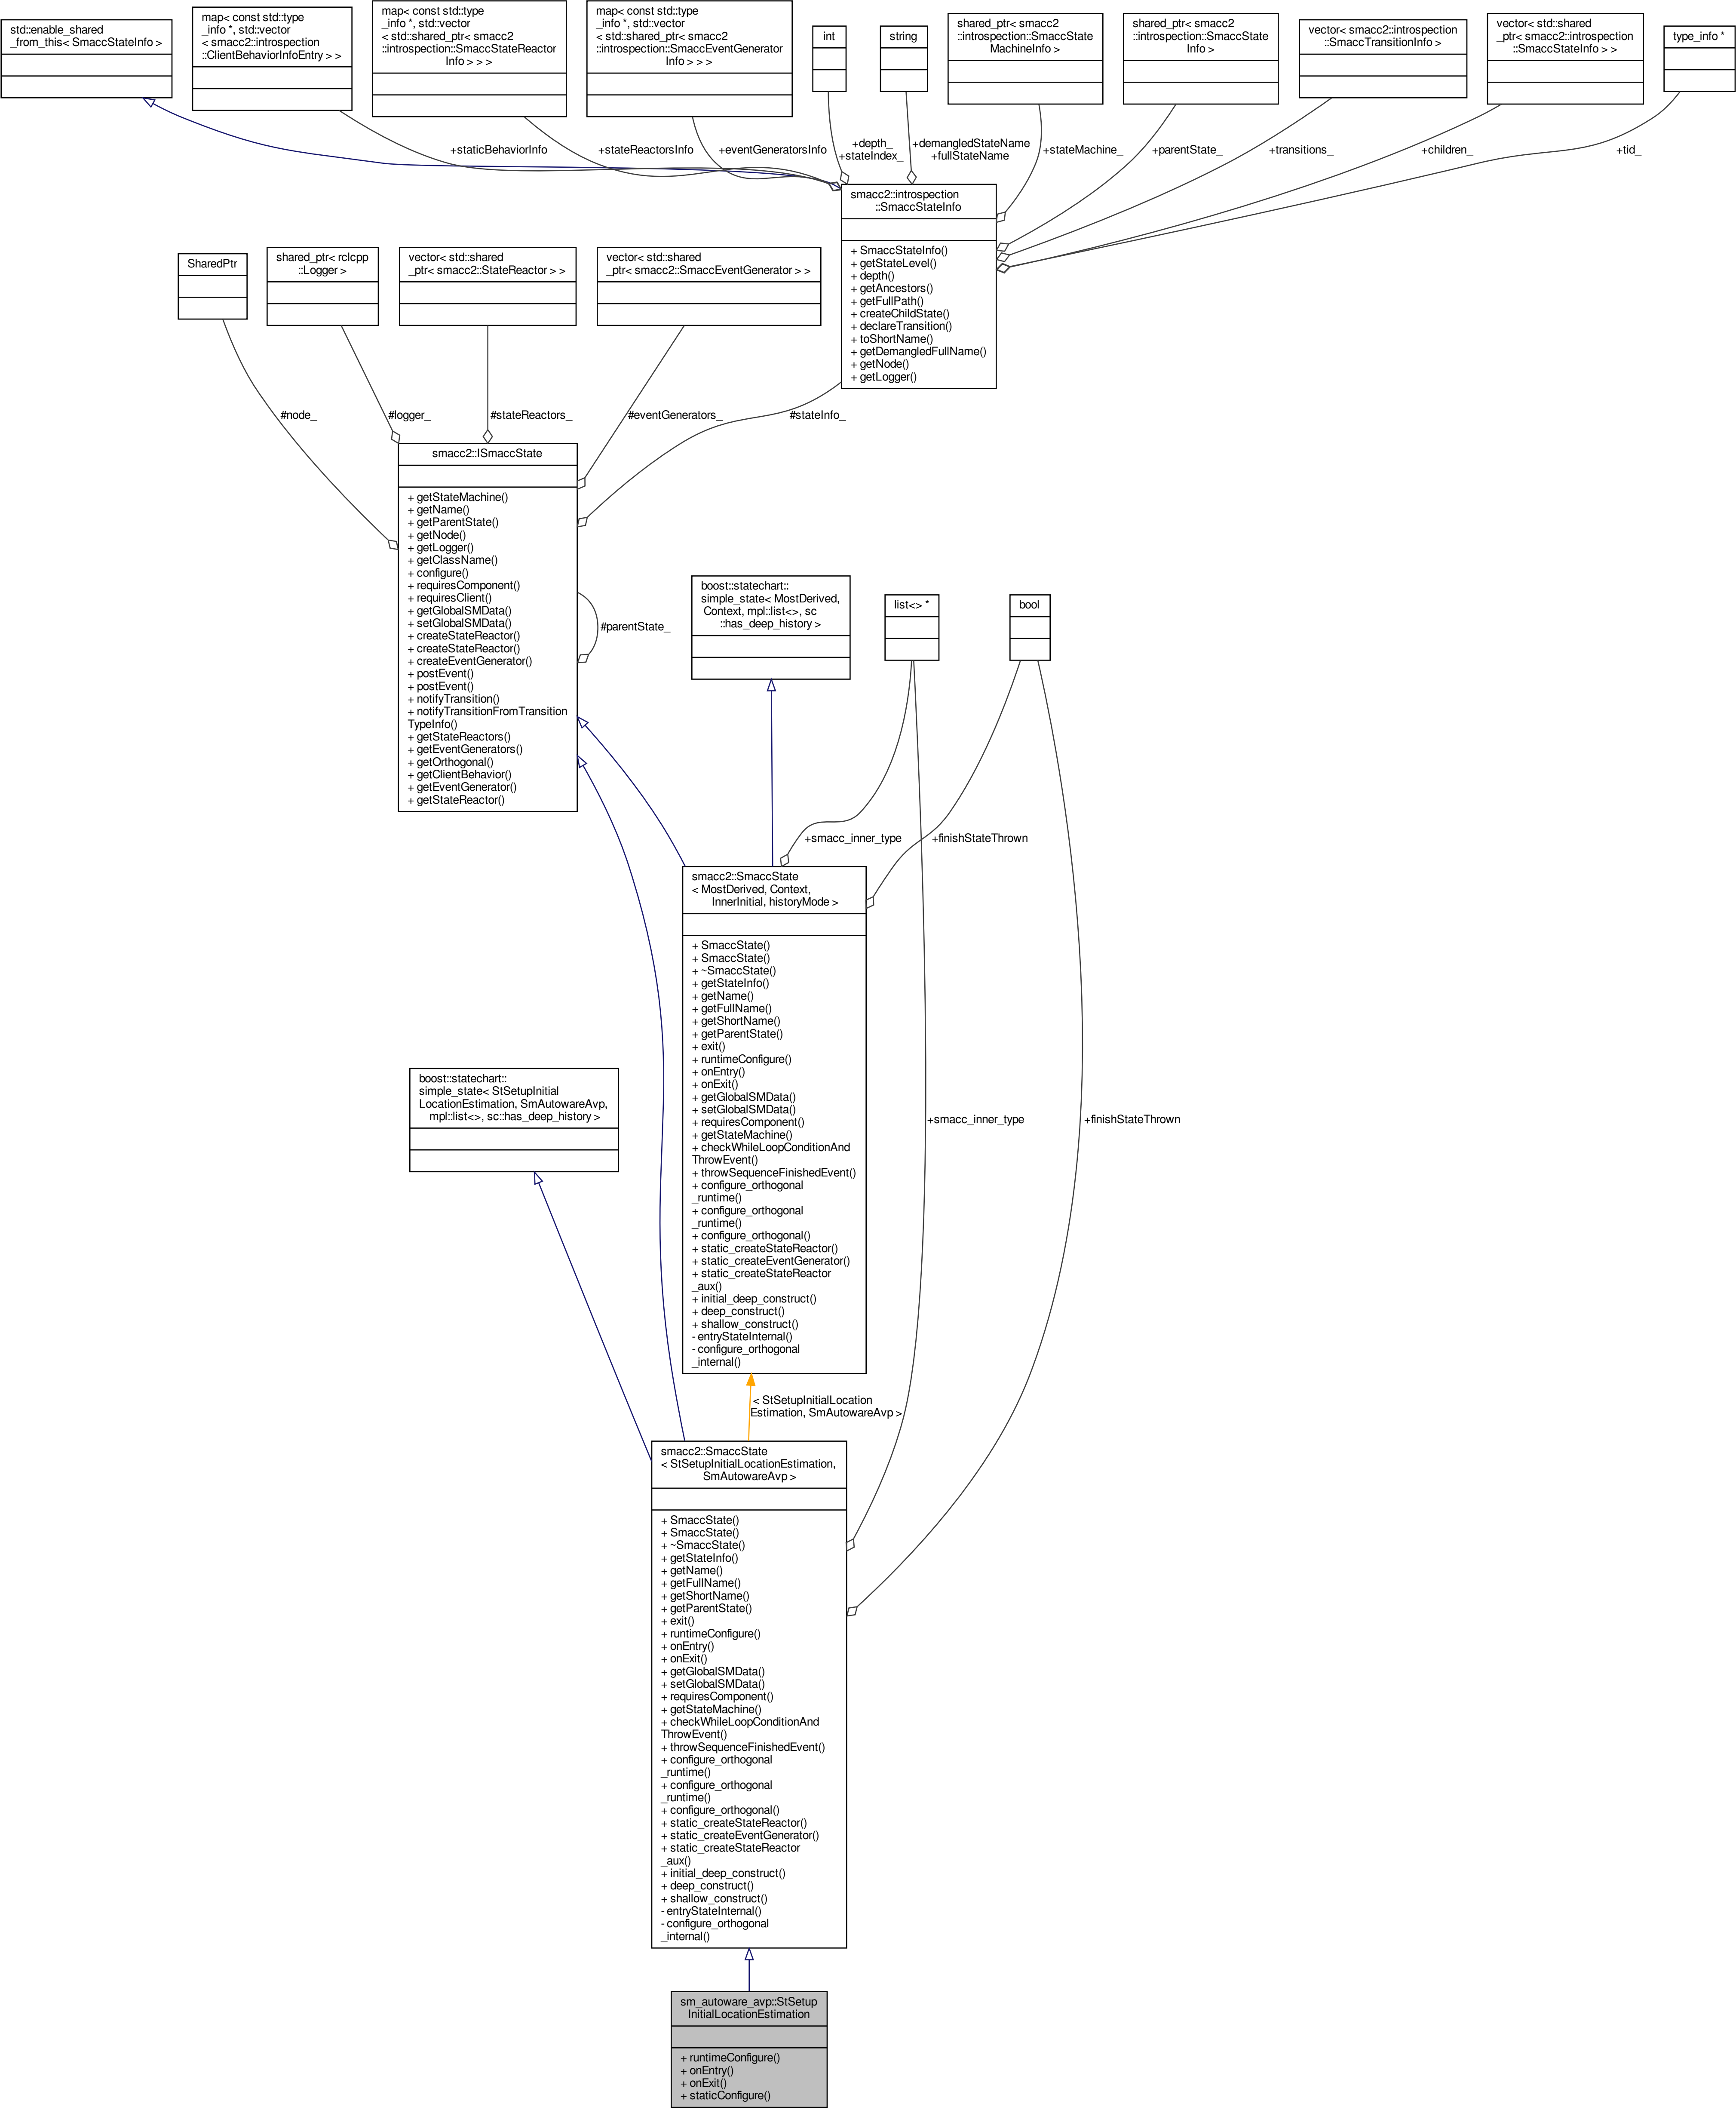 std::enable_shared
_from_this< SmaccStateInfo >
map< const std::type
_info *, std::vector
< smacc2::introspection
::ClientBehaviorInfoEntry > >
map< const std::type
_info *, std::vector
< std::shared_ptr< smacc2
::introspection::SmaccStateReactor
Info > > >
map< const std::type
_info *, std::vector
< std::shared_ptr< smacc2
::introspection::SmaccEventGenerator
Info > > >
int
string
shared_ptr< smacc2
::introspection::SmaccState
MachineInfo >
shared_ptr< smacc2
::introspection::SmaccState
Info >
vector< smacc2::introspection
::SmaccTransitionInfo >
vector< std::shared
_ptr< smacc2::introspection
::SmaccStateInfo > >
type_info *
+staticBehaviorInfo
+stateReactorsInfo
+eventGeneratorsInfo
+depth_
+stateIndex_
+demangledStateName
+fullStateName
+stateMachine_
+parentState_
+transitions_
+children_
+tid_
smacc2::introspection
::SmaccStateInfo
+ SmaccStateInfo()
+ getStateLevel()
+ depth()
+ getAncestors()
+ getFullPath()
+ createChildState()
+ declareTransition()
+ toShortName()
+ getDemangledFullName()
+ getNode()
+ getLogger()
SharedPtr
shared_ptr< rclcpp
::Logger >
vector< std::shared
_ptr< smacc2::StateReactor > >
vector< std::shared
_ptr< smacc2::SmaccEventGenerator > >
#node_
#logger_
#stateReactors_
#eventGenerators_
#stateInfo_
smacc2::ISmaccState
+ getStateMachine()
+ getName()
+ getParentState()
+ getNode()
+ getLogger()
+ getClassName()
+ configure()
+ requiresComponent()
+ requiresClient()
+ getGlobalSMData()
+ setGlobalSMData()
+ createStateReactor()
+ createStateReactor()
+ createEventGenerator()
+ postEvent()
+ postEvent()
+ notifyTransition()
+ notifyTransitionFromTransition
TypeInfo()
+ getStateReactors()
+ getEventGenerators()
+ getOrthogonal()
+ getClientBehavior()
+ getEventGenerator()
+ getStateReactor()
#parentState_
boost::statechart::
simple_state< MostDerived,
Context, mpl::list<>, sc
::has_deep_history >
list<> *
bool
+smacc_inner_type
+finishStateThrown
smacc2::SmaccState
< MostDerived, Context,
InnerInitial, historyMode >
+ SmaccState()
+ SmaccState()
+ ~SmaccState()
+ getStateInfo()
+ getName()
+ getFullName()
+ getShortName()
+ getParentState()
+ exit()
+ runtimeConfigure()
+ onEntry()
+ onExit()
+ getGlobalSMData()
+ setGlobalSMData()
+ requiresComponent()
+ getStateMachine()
+ checkWhileLoopConditionAnd
ThrowEvent()
+ throwSequenceFinishedEvent()
+ configure_orthogonal
_runtime()
+ configure_orthogonal
_runtime()
+ configure_orthogonal()
+ static_createStateReactor()
+ static_createEventGenerator()
+ static_createStateReactor
_aux()
+ initial_deep_construct()
+ deep_construct()
+ shallow_construct()
- entryStateInternal()
- configure_orthogonal
_internal()
boost::statechart::
simple_state< StSetupInitial
LocationEstimation, SmAutowareAvp,
mpl::list<>, sc::has_deep_history >
+smacc_inner_type
+finishStateThrown
< StSetupInitialLocation
Estimation, SmAutowareAvp >
smacc2::SmaccState
< StSetupInitialLocationEstimation,
SmAutowareAvp >
+ SmaccState()
+ SmaccState()
+ ~SmaccState()
+ getStateInfo()
+ getName()
+ getFullName()
+ getShortName()
+ getParentState()
+ exit()
+ runtimeConfigure()
+ onEntry()
+ onExit()
+ getGlobalSMData()
+ setGlobalSMData()
+ requiresComponent()
+ getStateMachine()
+ checkWhileLoopConditionAnd
ThrowEvent()
+ throwSequenceFinishedEvent()
+ configure_orthogonal
_runtime()
+ configure_orthogonal
_runtime()
+ configure_orthogonal()
+ static_createStateReactor()
+ static_createEventGenerator()
+ static_createStateReactor
_aux()
+ initial_deep_construct()
+ deep_construct()
+ shallow_construct()
- entryStateInternal()
- configure_orthogonal
_internal()
sm_autoware_avp::StSetup
InitialLocationEstimation
+ runtimeConfigure()
+ onEntry()
+ onExit()
+ staticConfigure()